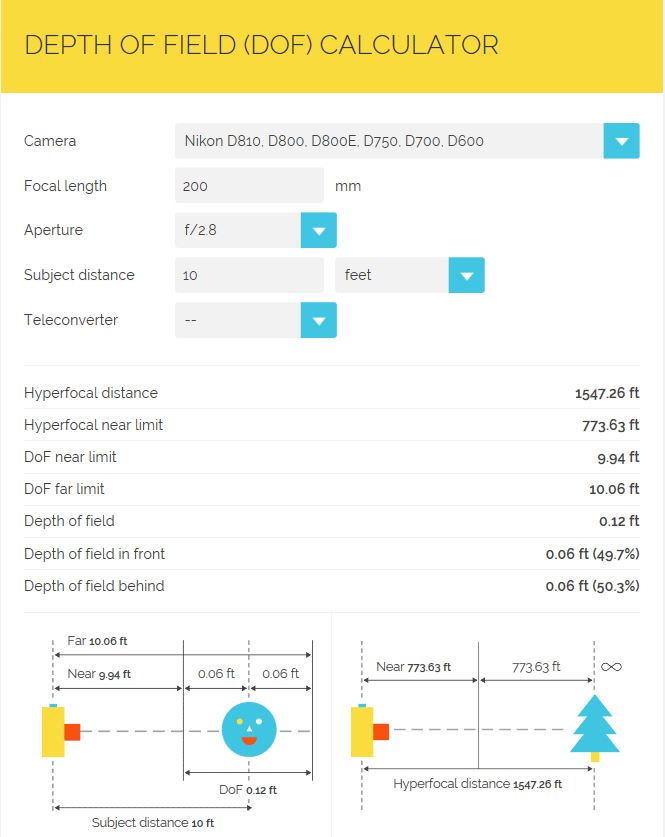 DEPTH OF FIELD (DOF) CALCULATOR
Camera Nikon D810, D800, D800E, D750, D700, D600
Focal length 200 mm
Aperture f/2.8
Subject distance 10 feet
Teleconverter --
Hyperfocal distance 1547.26 ft
Hyperfocal near limit 773.63 ft
DoF near limit 9.94 ft
DoF far limit 10.06 ft
Depth of field 0.12 ft
Depth of field in front 0.06 ft (49.7%)
Depth of field behind 0.06 ft (50.3%)
Far 10.06 ft
Near 9.94 ft 0.06 ft 0.06 ft
DoF 0.12 ft
Subject distance 10 ft
Near 773.63 ft 773.63 ft ∞
Hyperfocal distance 1547.26 ft